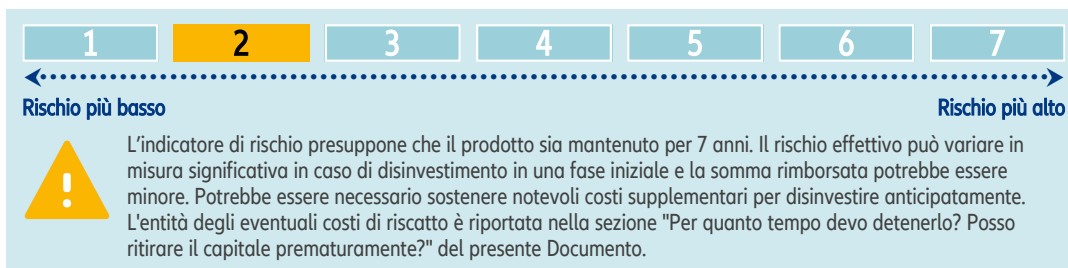 1 2 3 4 5 6 7
Rischio più basso Rischio più alto
L'indicatore di rischio presuppone che il prodotto sia mantenuto per 7 anni. Il rischio effettivo può variare in
misura significativa in caso di disinvestimento in una fase iniziale e la somma rimborsata potrebbe essere
minore. Potrebbe essere necessario sostenere notevoli costi supplementari per disinvestire anticipatamente.
L'entità degli eventuali costi di riscatto è riportata nella sezione "Per quanto tempo devo detenerlo? Posso
ritirare il capitale prematuramente?" del presente Documento.